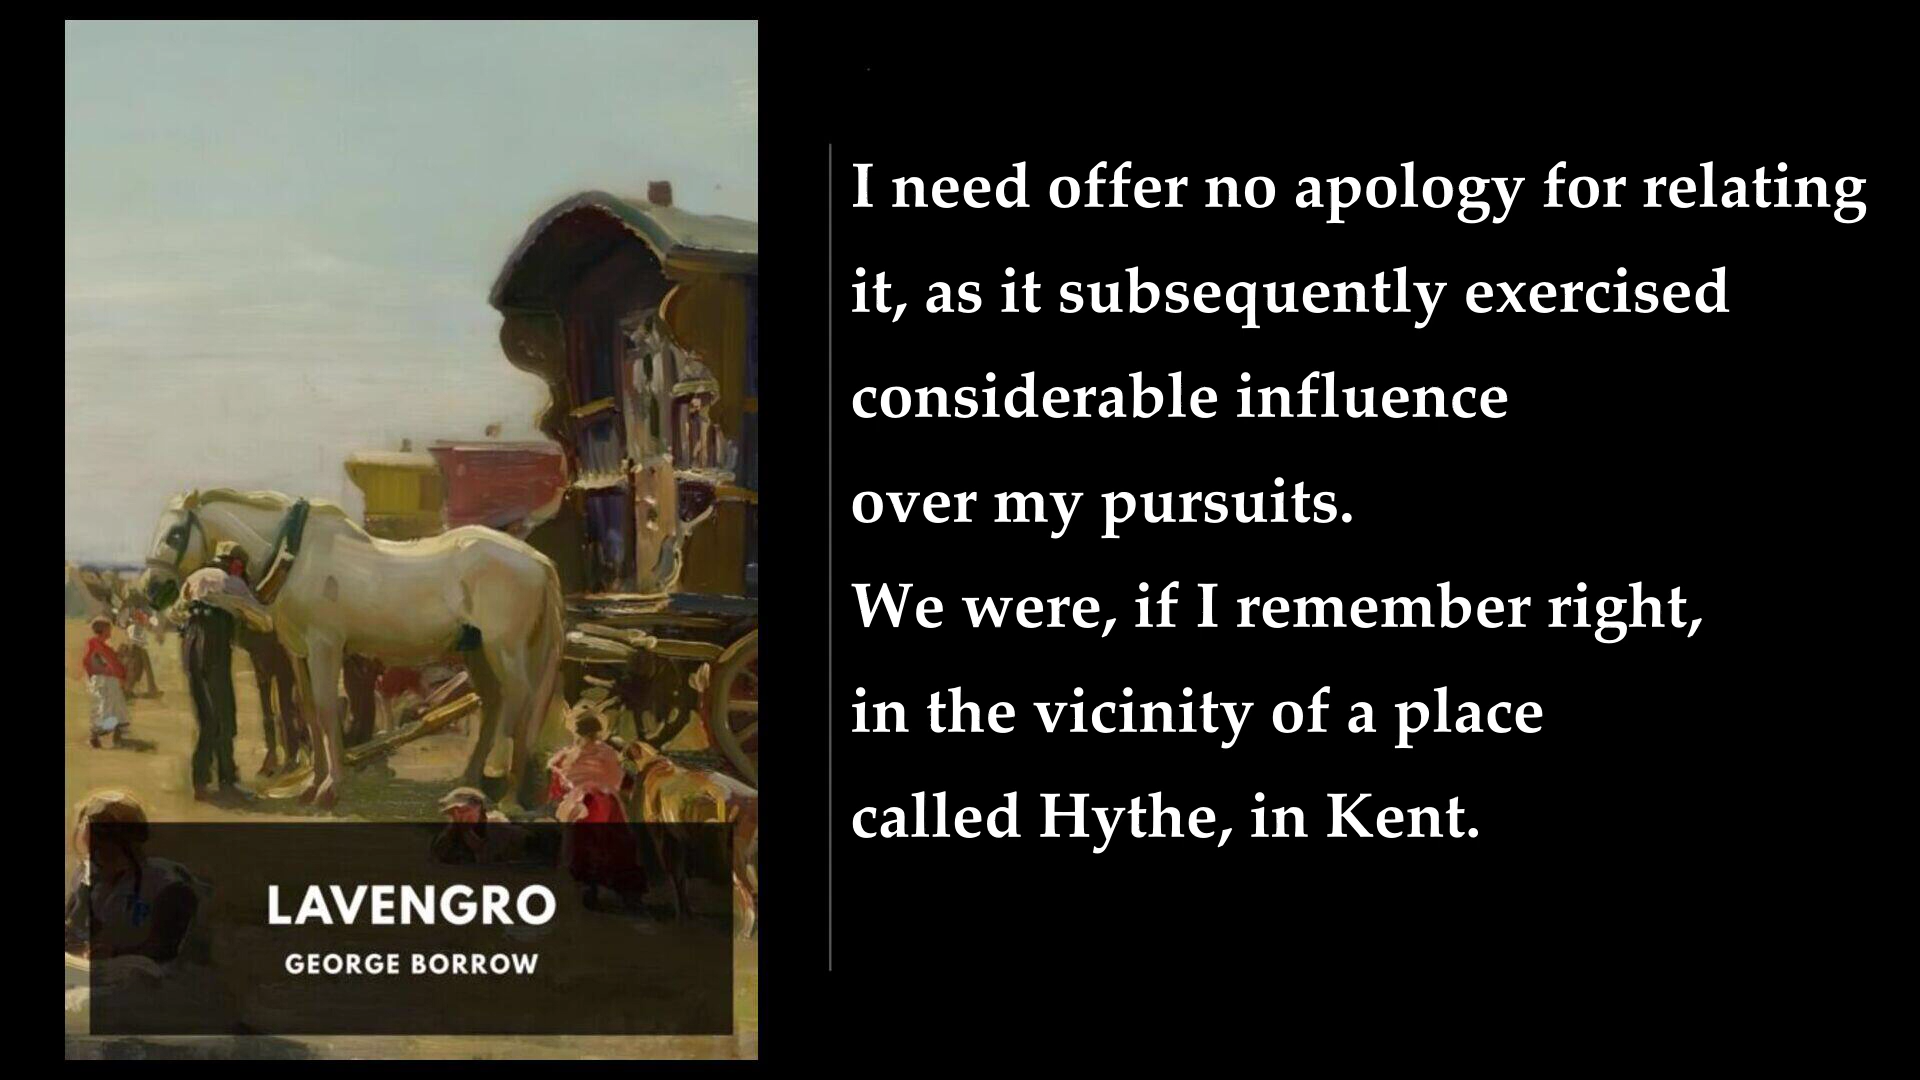 I need offer no apology for relating
it, as it subsequently exercised
considerable influence
over my pursuits.
We were, if I remember right,
in the vicinity of a place
called Hythe, in Kent.
LAVENGRO
GEORGE BORROW